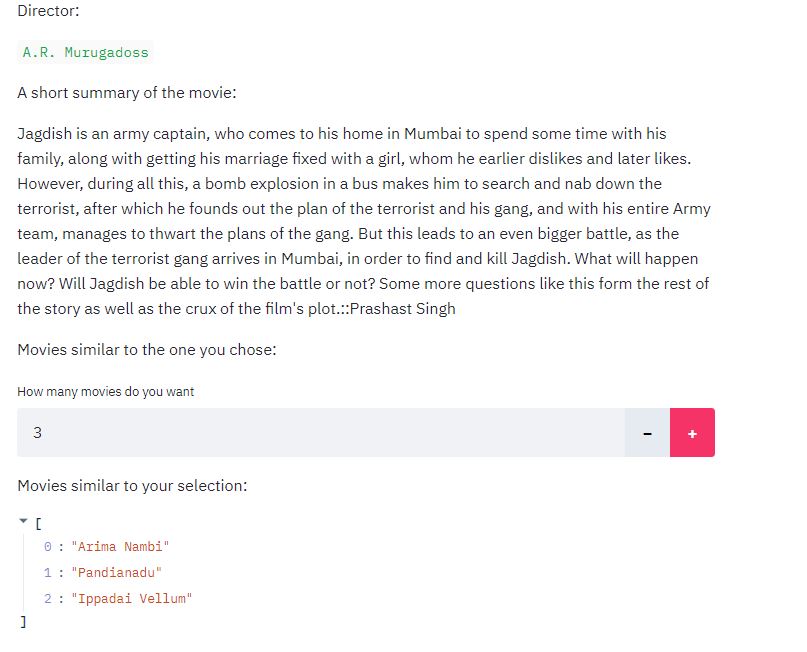 Director:
A.R. Murugadoss
A short summary of the movie:
Jagdish is an army captain, who comes to his home in Mumbai to spend some time with his
family, along with getting his marriage fixed with a girl, whom he earlier dislikes and later likes.
However, during all this, a bomb explosion in a bus makes him to search and nab down the
terrorist, after which he founds out the plan of the terrorist and his gang, and with his entire Army
team, manages to thwart the plans of the gang. But this leads to an even bigger battle, as the
leader of the terrorist gang arrives in Mumbai, in order to find and kill Jagdish. What will happen
now? Will Jagdish be able to win the battle or not? Some more questions like this form the rest of
the story as well as the crux of the film's plot.::Prashast Singh
Movies similar to the one you chose:
How many movies do you want
3 - +
Movies similar to your selection:
[
0 : "Arima Nambi"
1 : "Pandianadu"
2 : "Ippadai Vellum"
]